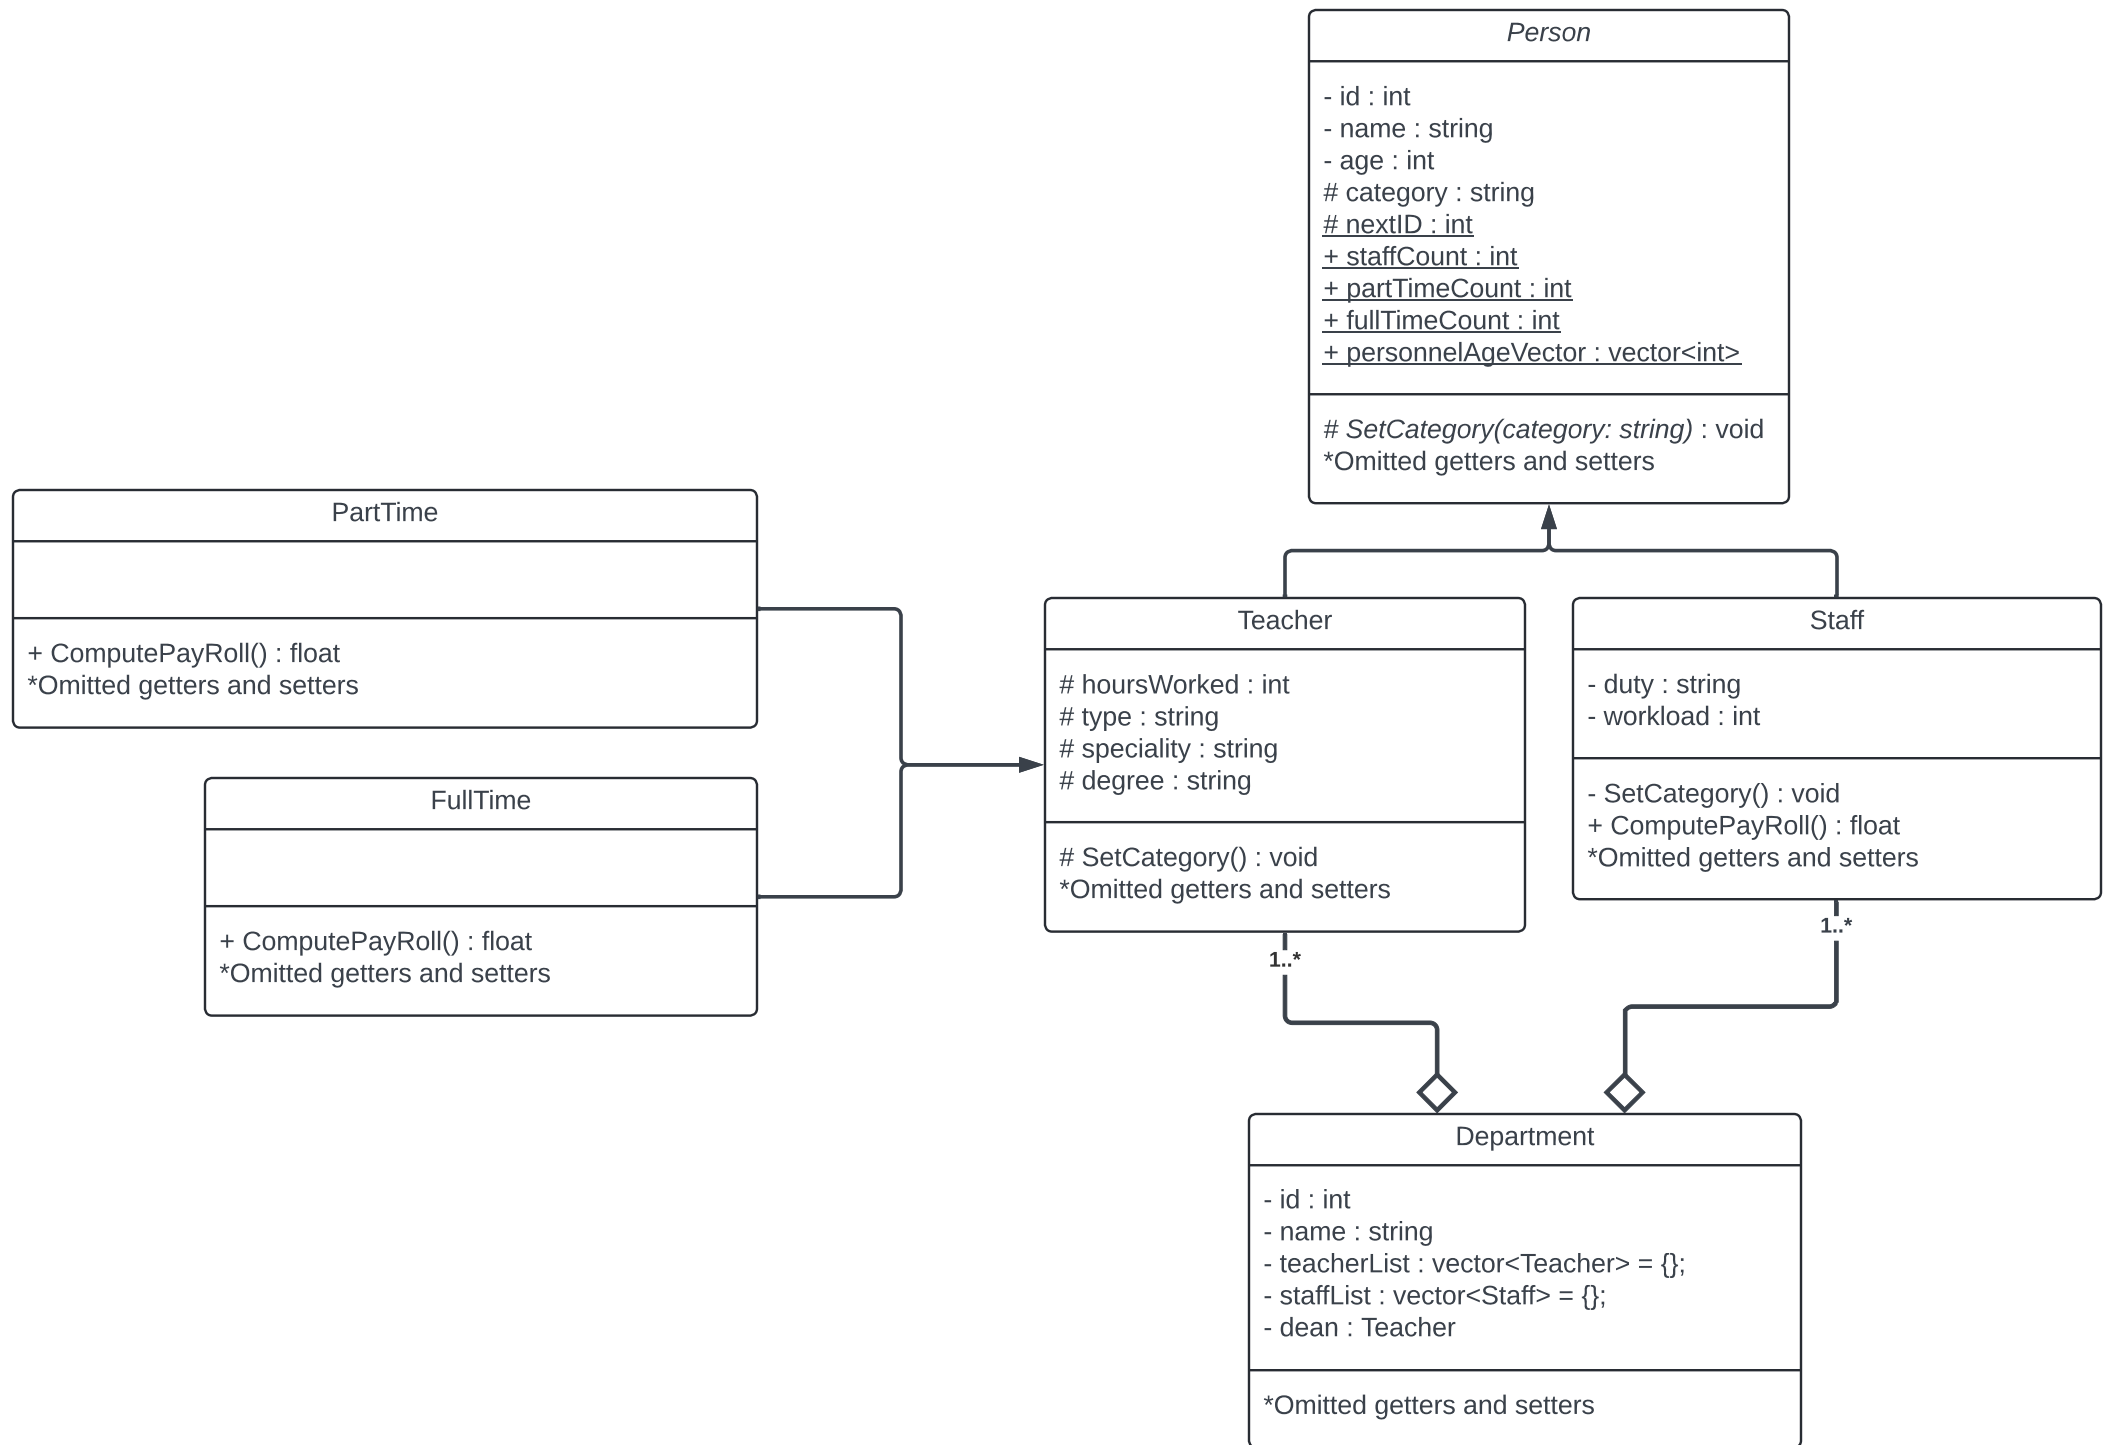 Person
- id : int
- name : string
- age : int
# category : string
# nextID : int
+ staffCount : int
+ partTimeCount : int
+ fullTimeCount : int
+ personnelAgeVector : vector<int>
# SetCategory(category: string) : void
*Omitted getters and setters
PartTime
+ ComputePayRoll() : float
*Omitted getters and setters
FullTime
+ ComputePayRoll() : float
*Omitted getters and setters
Teacher
# hoursWorked : int
# type : string
# speciality : string
# degree : string
# SetCategory() : void
*Omitted getters and setters
1..*
Staff
- duty : string
- workload : int
- SetCategory() : void
+ ComputePayRoll() : float
*Omitted getters and setters
1..*
Department
- id : int
- name : string
- teacherList : vector<Teacher> = {};
- staffList : vector<Staff> = {};
- dean : Teacher
*Omitted getters and setters